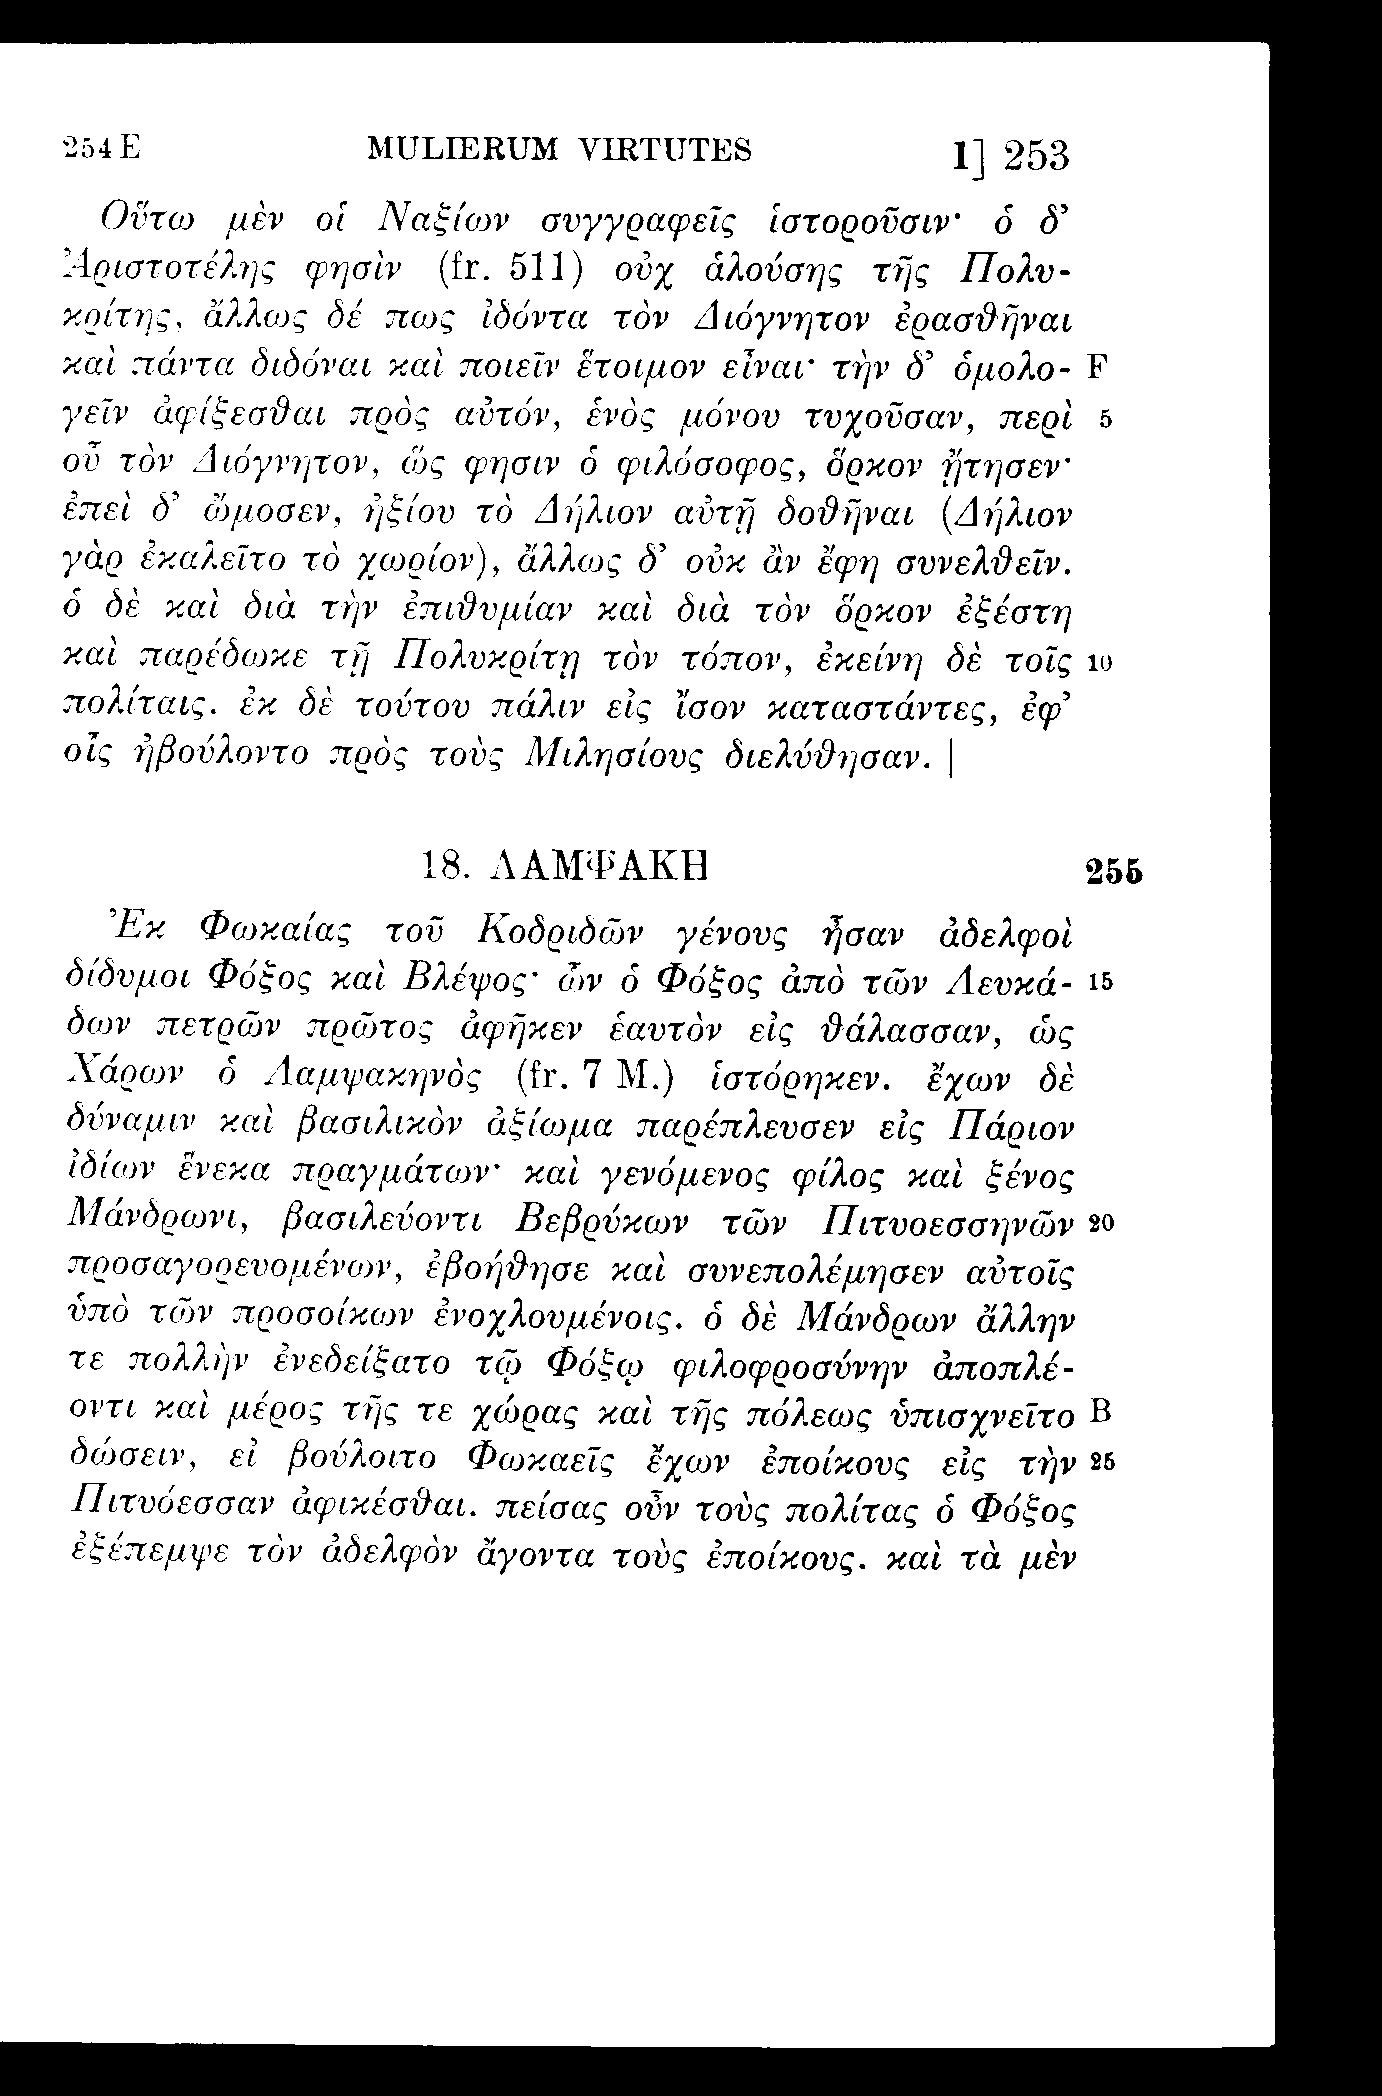 254 E MULIERUM VIRTUTES 1] 253
Οὕτω μὲν οἱ Ναξίων συγγραφεῖς ἱστοροῦσιν· ὁ δ’
Ἀριστοτέλης φησὶν (fr. 511) οὐχ ἁλούσης τῆς Πολυ-
κρίτης, ἄλλως δέ πως ἰδόντα τὸν Διόγνητον ἐρασθῆναι
καὶ πάντα διδόναι καὶ ποιεῖν ἕτοιμον εἶναι· τὴν δ’ ὁμολο- F
γεῖν ἀφίξεσθαι πρὸς αὐτόν, ἑνὸς μόνου τυχοῦσαν, περὶ 5
οὗ τὸν Διόγνητον, ὥς φησιν ὁ φιλόσοφος, ὅρκον ᾔτησεν·
ἐπεὶ δ’ ὤμοσεν, ἠξίου τὸ Δήλιον αὐτῇ δοθῆναι (Δήλιον
γὰρ ἐκαλεῖτο τὸ χωρίον), ἄλλως δ’ οὐκ ἂν ἔφη συνελθεῖν.
ὁ δὲ καὶ διὰ τὴν ἐπιθυμίαν καὶ διὰ τὸν ὅρκον ἐξέστη
καὶ παρέδωκε τῇ Πολυκρίτῃ τὸν τόπον, ἐκείνη δὲ τοῖς 10
πολίταις. ἐκ δὲ τούτου πάλιν εἰς ἴσον καταστάντες, ἐφ’
οἷς ἠβούλοντο πρὸς τοὺς Μιλησίους διελύθησαν. |
18. ΛΑΜΨΑΚΗ 255
Ἐκ Φωκαίας τοῦ Κοδριδῶν γένους ἦσαν ἀδελφοὶ
δίδυμοι Φόξος καὶ Βλέψος· ὧν ὁ Φόξος ἀπὸ τῶν Λευκά- 15
δων πετρῶν πρῶτος ἀφῆκεν ἑαυτὸν εἰς θάλασσαν, ὡς
Χάρων ὁ Λαμψακηνὸς (fr. 7 M.) ἱστόρηκεν. ἔχων δὲ
δύναμιν καὶ βασιλικὸν ἀξίωμα παρέπλευσεν εἰς Πάριον
ἰδίων ἕνεκα πραγμάτων· καὶ γενόμενος φίλος καὶ ξένος
Μάνδρωνι, βασιλεύοντι Βεβρύκων τῶν Πιτυοεσσηνῶν 20
προσαγορευομένων, ἐβοήθησε καὶ συνεπολέμησεν αὐτοῖς
ὑπὸ τῶν προσοίκων ἐνοχλουμένοις. ὁ δὲ Μάνδρων ἄλλην
τε πολλὴν ἐνεδείξατο τῷ Φόξῳ φιλοφροσύνην ἀποπλέ-
οντι καὶ μέρος τῆς τε χώρας καὶ τῆς πόλεως ὑπισχνεῖτο B
δώσειν, εἰ βούλοιτο Φωκαεῖς ἔχων ἐποίκους εἰς τὴν 25
Πιτυόεσσαν ἀφικέσθαι. πείσας οὖν τοὺς πολίτας ὁ Φόξος
ἐξέπεμψε τὸν ἀδελφὸν ἄγοντα τοὺς ἐποίκους. καὶ τὰ μὲν